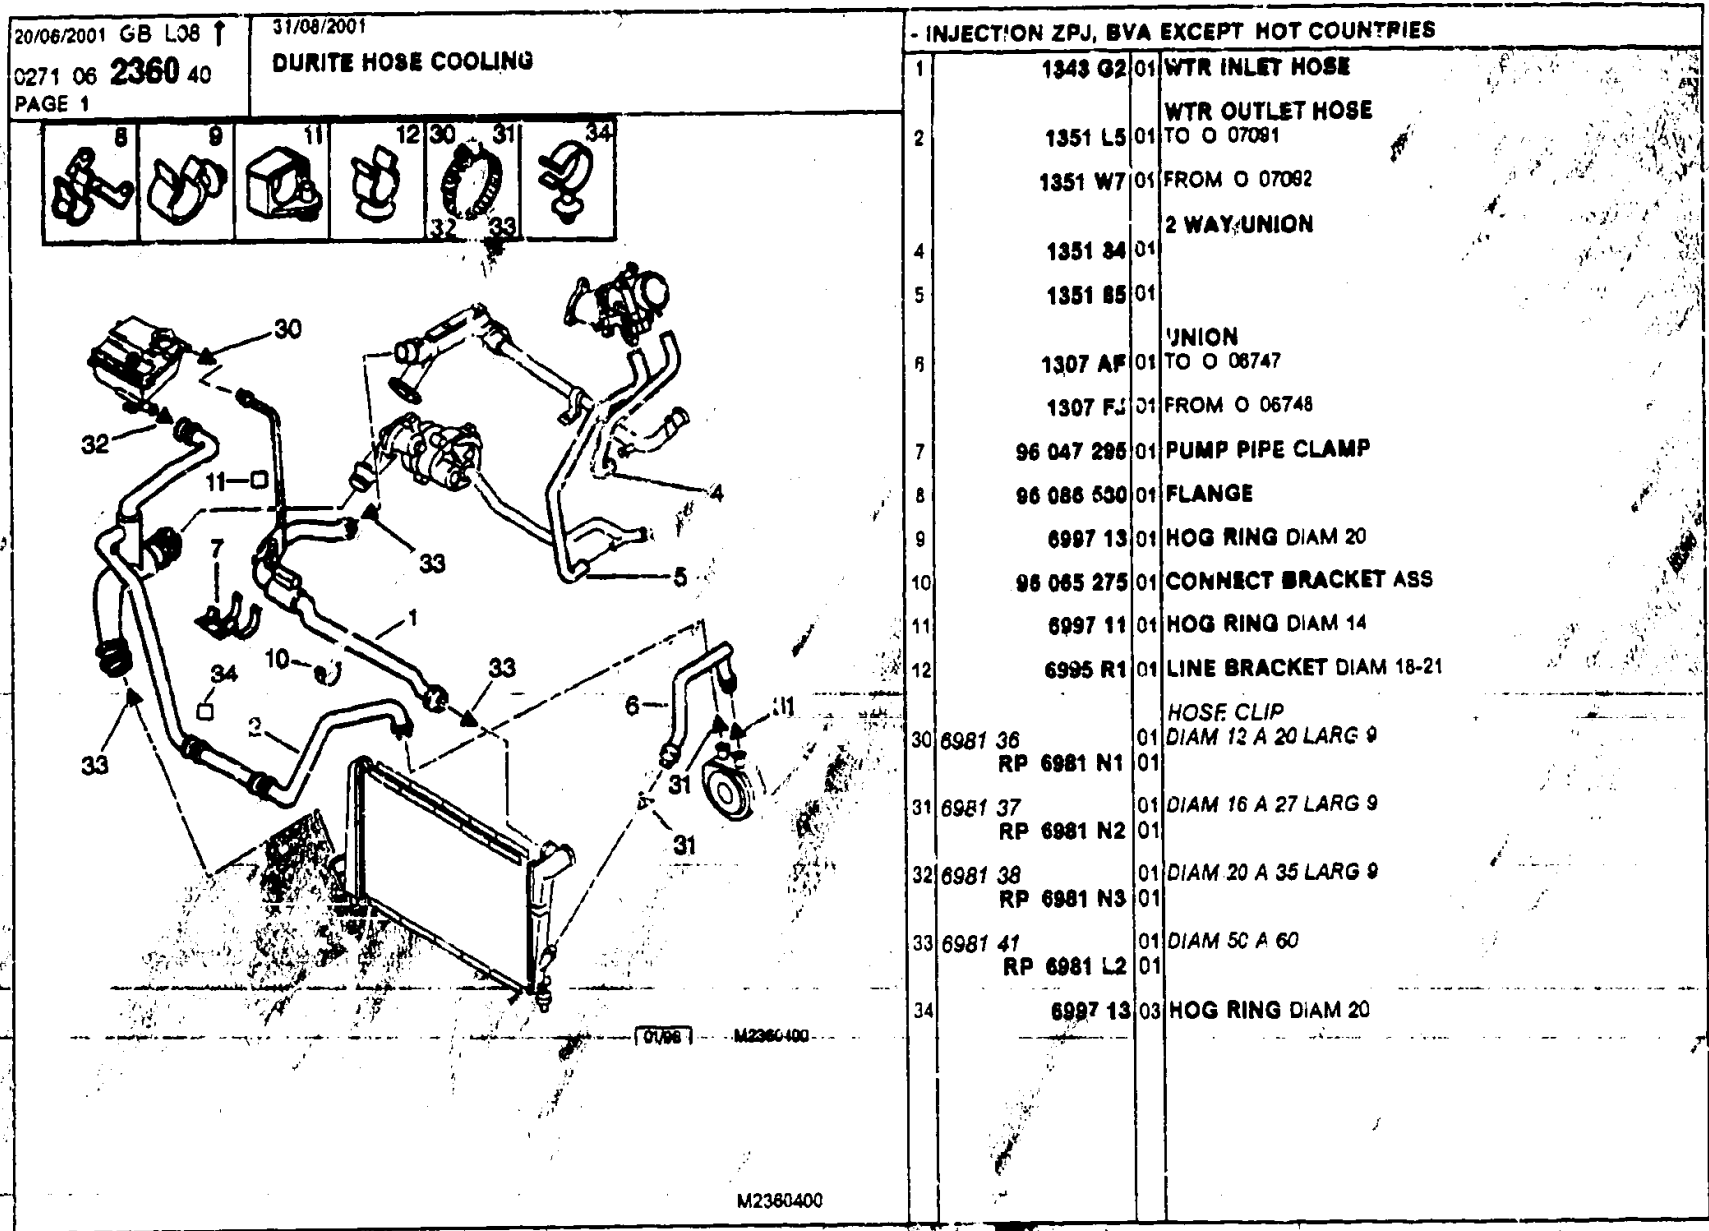 20/06/2001 GB L08 ↑
0271 06 2360 40
PAGE 1
31/08/2001
DURITE HOSE COOLING
8
9
11
12
30 31
32 33
34
30
32
11
7
33
4
5
1
10
34
33
33
2
6
31
31
31
01/98
M2360400
M2360400
- INJECTION ZPJ, BVA EXCEPT HOT COUNTRIES
1 1343 G2 01 WTR INLET HOSE
WTR OUTLET HOSE
2 1351 L5 01 TO O 07091
1351 W7 01 FROM O 07092
2 WAY UNION
4 1351 01
5 1351 01
UNION
6 1307 AF 01 TO O 06747
1307 FJ 01 FROM O 06748
7 96 047 295 01 PUMP PIPE CLAMP
8 96 086 530 01 FLANGE
9 6997 13 01 HOG RING DIAM 20
10 96 065 275 01 CONNECT BRACKET ASS
11 6997 11 01 HOG RING DIAM 14
12 6995 R1 01 LINE BRACKET DIAM 18-21
HOSE CLIP
30 6981 36 01 DIAM 12 A 20 LARG 9
RP 6981 N1 01
31 6981 37 01 DIAM 16 A 27 LARG 9
RP 6981 N2 01
32 6981 38 01 DIAM 20 A 35 LARG 9
RP 6981 N3 01
33 6981 41 01 DIAM 50 A 60
RP 6981 L2 01
34 6997 13 03 HOG RING DIAM 20